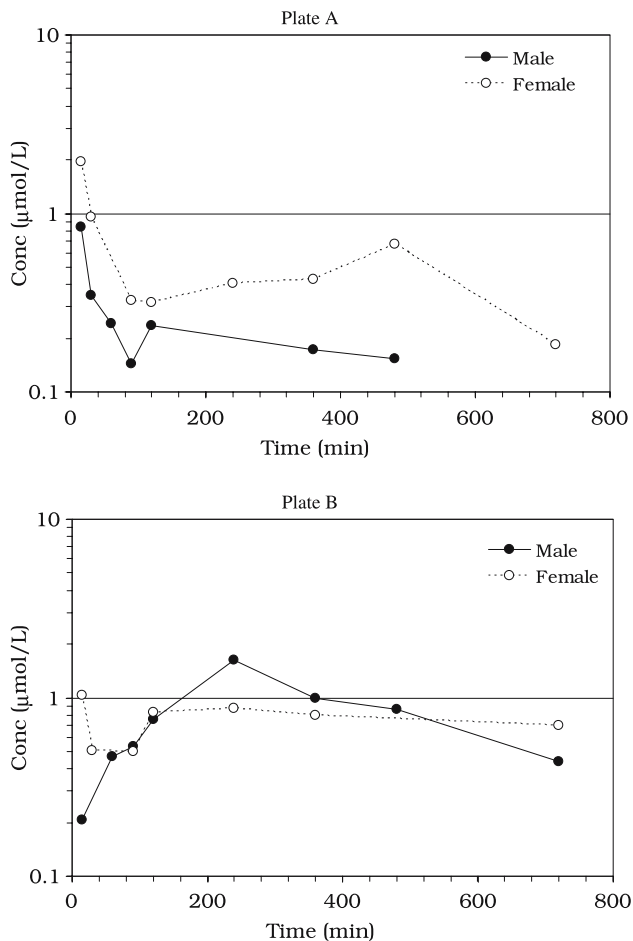 Plate A
10
Male
Female
1
Conc (μmol/L)
0.1
0 200 400 600 800
Time (min)
Plate B
10
Male
Female
1
Conc (μmol/L)
0.1
0 200 400 600 800
Time (min)